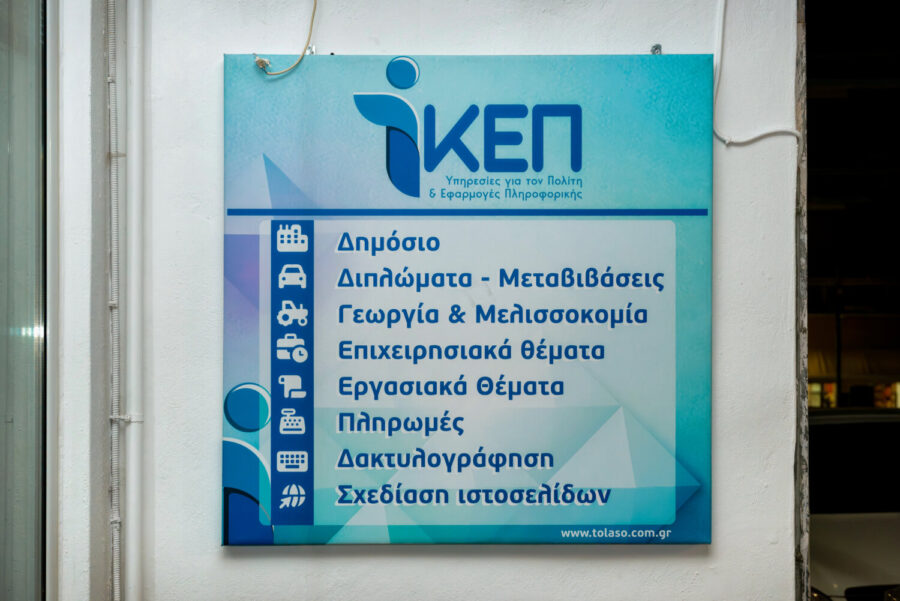 iΚΕΠ
Υπηρεσίες για τον Πολίτη
& Εφαρμογές Πληροφορικής
Δημόσιο
Διπλώματα - Μεταβιβάσεις
Γεωργία & Μελισσοκομία
Επιχειρησιακά θέματα
Εργασιακά Θέματα
Πληρωμές
Δακτυλογράφηση
Σχεδίαση ιστοσελίδων
www.tolaso.com.gr